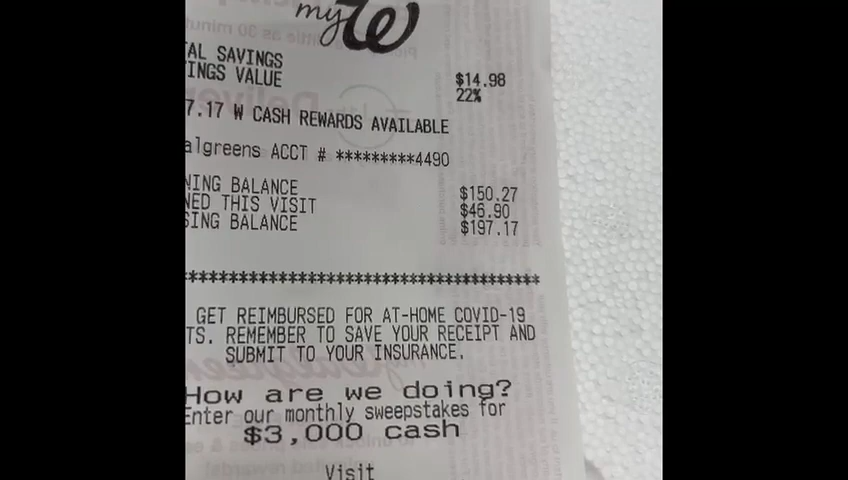 my W
AL SAVINGS
INGS VALUE $14.98
22%
7.17 W CASH REWARDS AVAILABLE
algreens ACCT # *********4490
NING BALANCE $150.27
NED THIS VISIT $46.90
SING BALANCE $197.17
****************************************
GET REIMBURSED FOR AT-HOME COVID-19
TS. REMEMBER TO SAVE YOUR RECEIPT AND
SUBMIT TO YOUR INSURANCE.
How are we doing?
Enter our monthly sweepstakes for
$3,000 cash
Visit